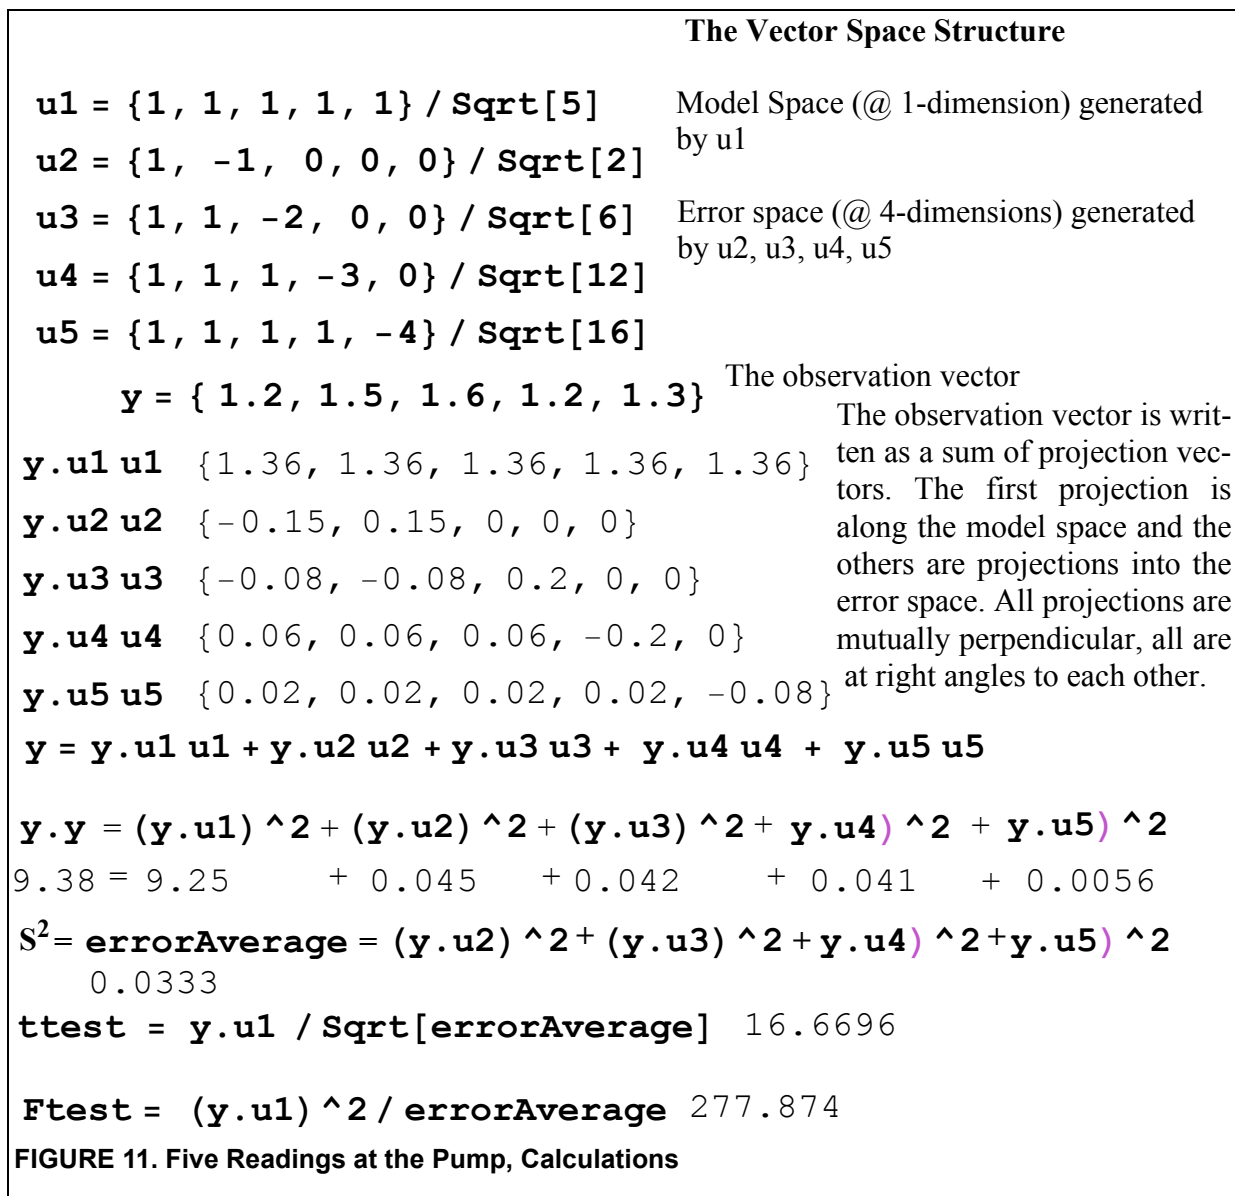 The Vector Space Structure
u1 = {1, 1, 1, 1, 1} / Sqrt[5]
Model Space (@ 1-dimension) generated
by u1
u2 = {1, -1, 0, 0, 0} / Sqrt[2]
u3 = {1, 1, -2, 0, 0} / Sqrt[6]
Error space (@ 4-dimensions) generated
by u2, u3, u4, u5
u4 = {1, 1, 1, -3, 0} / Sqrt[12]
u5 = {1, 1, 1, 1, -4} / Sqrt[16]
y = { 1.2, 1.5, 1.6, 1.2, 1.3}
The observation vector
The observation vector is writ-
ten as a sum of projection vec-
tors. The first projection is
along the model space and the
others are projections into the
error space. All projections are
mutually perpendicular, all are
at right angles to each other.
y.u1 u1 {1.36, 1.36, 1.36, 1.36, 1.36}
y.u2 u2 {-0.15, 0.15, 0, 0, 0}
y.u3 u3 {-0.08, -0.08, 0.2, 0, 0}
y.u4 u4 {0.06, 0.06, 0.06, -0.2, 0}
y.u5 u5 {0.02, 0.02, 0.02, 0.02, -0.08}
y = y.u1 u1 + y.u2 u2 + y.u3 u3 + y.u4 u4 + y.u5 u5
y.y = (y.u1) ^2 + (y.u2) ^2 + (y.u3) ^2 + y.u4) ^2 + y.u5) ^2
9.38 = 9.25 + 0.045 + 0.042 + 0.041 + 0.0056
S² = errorAverage = (y.u2) ^2 + (y.u3) ^2 + y.u4) ^2 + y.u5) ^2
0.0333
ttest = y.u1 / Sqrt[errorAverage] 16.6696
Ftest = (y.u1) ^2 / errorAverage 277.874
FIGURE 11. Five Readings at the Pump, Calculations